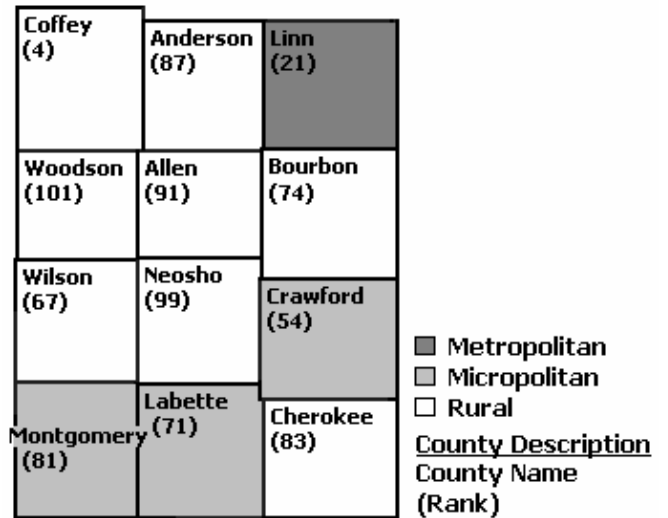 Coffey
(4)
Anderson
(87)
Linn
(21)
Woodson
(101)
Allen
(91)
Bourbon
(74)
Wilson
(67)
Neosho
(99)
Crawford
(54)
Montgomery
(81)
Labette
(71)
Cherokee
(83)
Metropolitan
Micropolitan
Rural
County Description
County Name
(Rank)